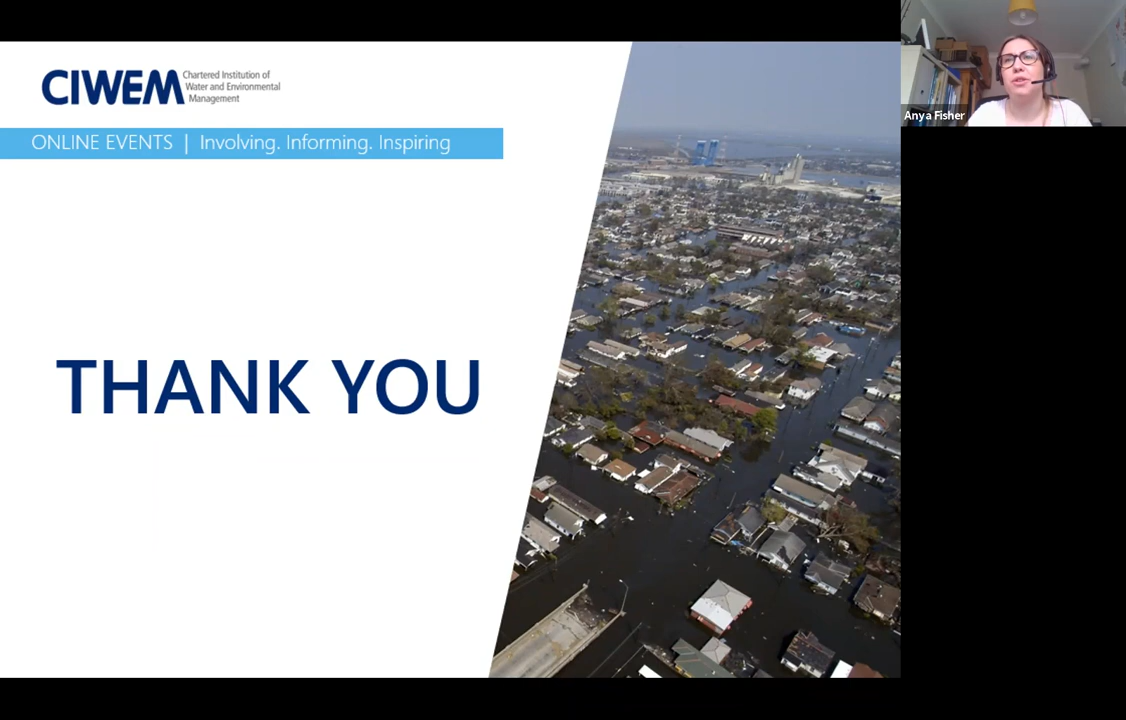 CIWEM
Chartered Institution of
Water and Environmental
Management
ONLINE EVENTS | Involving. Informing. Inspiring
THANK YOU
Anya Fisher